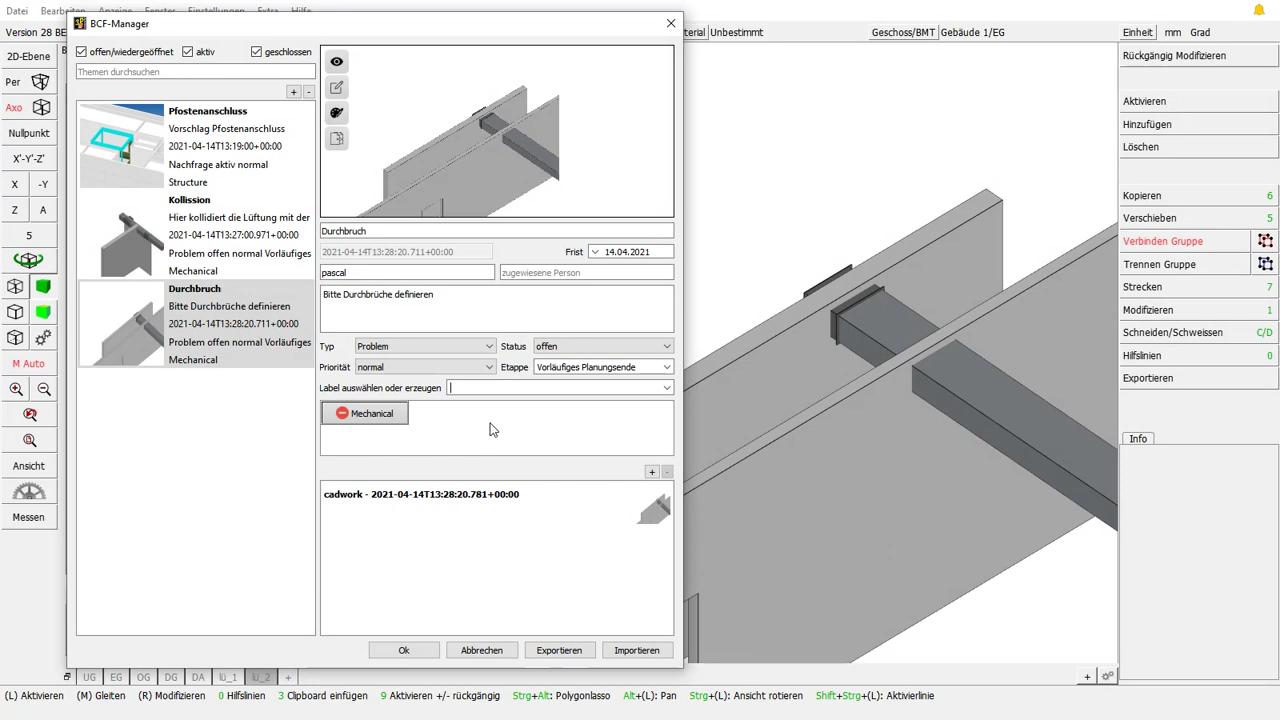 Datei Bearbeiten Anzeige Fenster Einstellungen Extra Hilfe
BCF-Manager
Version 28 BE
Material Unbestimmt
Geschoss/BMT Gebäude 1/EG
Einheit mm Grad
2D-Ebene
Per
Axo
Nullpunkt
X'-Y'-Z'
X -Y
Z A
5
M Auto
Ansicht
Messen
offen/wiedergeöffnet aktiv geschlossen
Themen durchsuchen
+ -
Pfostenanschluss
Vorschlag Pfostenanschluss
2021-04-14T13:19:00+00:00
Nachfrage aktiv normal
Structure
Kollission
Hier kollidiert die Lüftung mit der
2021-04-14T13:27:00.971+00:00
Problem offen normal Vorläufiges
Mechanical
Durchbruch
Bitte Durchbrüche definieren
2021-04-14T13:28:20.711+00:00
Problem offen normal Vorläufiges
Mechanical
Durchbruch
2021-04-14T13:28:20.711+00:00
Frist 14.04.2021
pascal
zugewiesene Person
Bitte Durchbrüche definieren
Typ Problem Status offen
Priorität normal Etappe Vorläufiges Planungsende
Label auswählen oder erzeugen
Mechanical
+ -
cadwork - 2021-04-14T13:28:20.781+00:00
Ok Abbrechen Exportieren Importieren
Rückgängig Modifizieren
Aktivieren
Hinzufügen
Löschen
Kopieren 6
Verschieben 5
Verbinden Gruppe
Trennen Gruppe
Strecken 7
Modifizieren 1
Schneiden/Schweissen C/D
Hilfslinien 0
Exportieren
Info
UG EG OG DG DA lü_1 lü_2 +
+
(L) Aktivieren (M) Gleiten (R) Modifizieren 0 Hilfslinien 3 Clipboard einfügen 9 Aktivieren +/- rückgängig Strg+Alt: Polygonlasso Alt+(L): Pan Strg+(L): Ansicht rotieren Shift+Strg+(L): Aktivierlinie